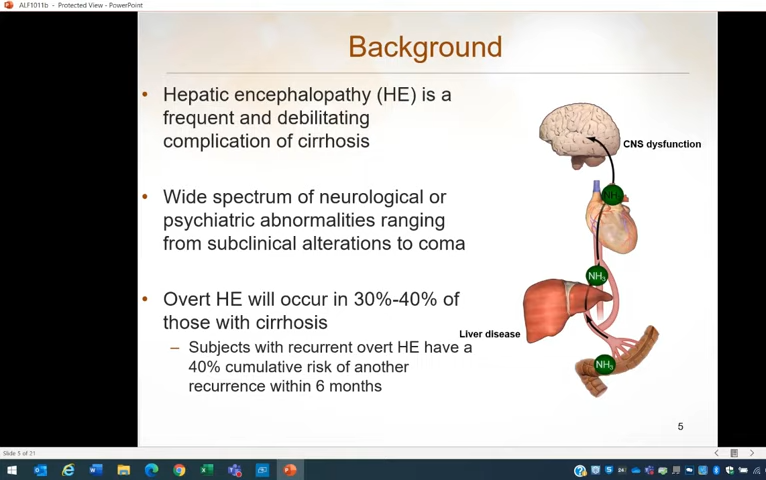 ALF1011b - Protected View - PowerPoint
Background
• Hepatic encephalopathy (HE) is a
frequent and debilitating
complication of cirrhosis
• Wide spectrum of neurological or
psychiatric abnormalities ranging
from subclinical alterations to coma
• Overt HE will occur in 30%-40% of
those with cirrhosis
– Subjects with recurrent overt HE have a
40% cumulative risk of another
recurrence within 6 months
CNS dysfunction
NH3
NH3
Liver disease
NH3
5
Slide 5 of 21